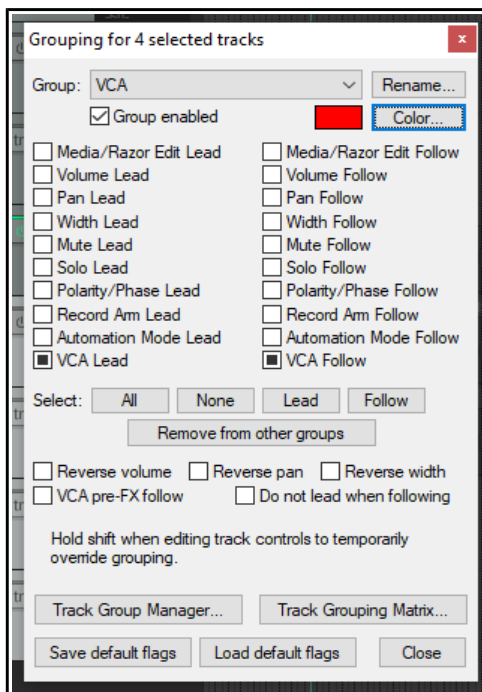 Grouping for 4 selected tracks
x
Group: VCA Rename...
Group enabled Color...
Media/Razor Edit Lead Media/Razor Edit Follow
Volume Lead Volume Follow
Pan Lead Pan Follow
Width Lead Width Follow
Mute Lead Mute Follow
Solo Lead Solo Follow
Polarity/Phase Lead Polarity/Phase Follow
Record Arm Lead Record Arm Follow
Automation Mode Lead Automation Mode Follow
VCA Lead VCA Follow
Select: All None Lead Follow
Remove from other groups
Reverse volume Reverse pan Reverse width
VCA pre-FX follow Do not lead when following
Hold shift when editing track controls to temporarily
override grouping.
Track Group Manager... Track Grouping Matrix...
Save default flags Load default flags Close